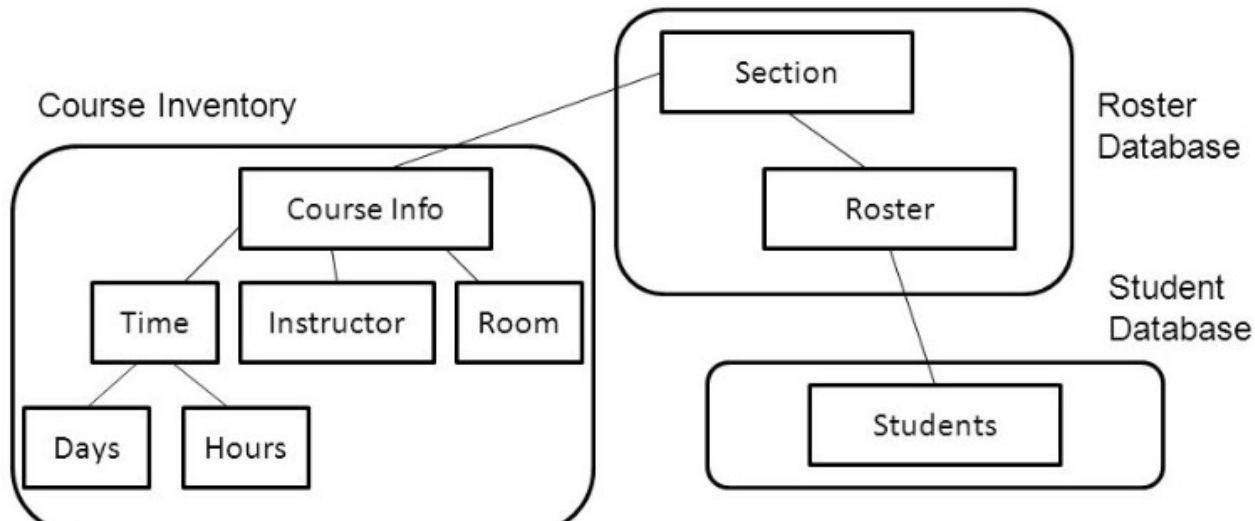 Section
Course Inventory
Roster
Database
Course Info
Roster
Time
Instructor
Room
Student
Database
Days
Hours
Students